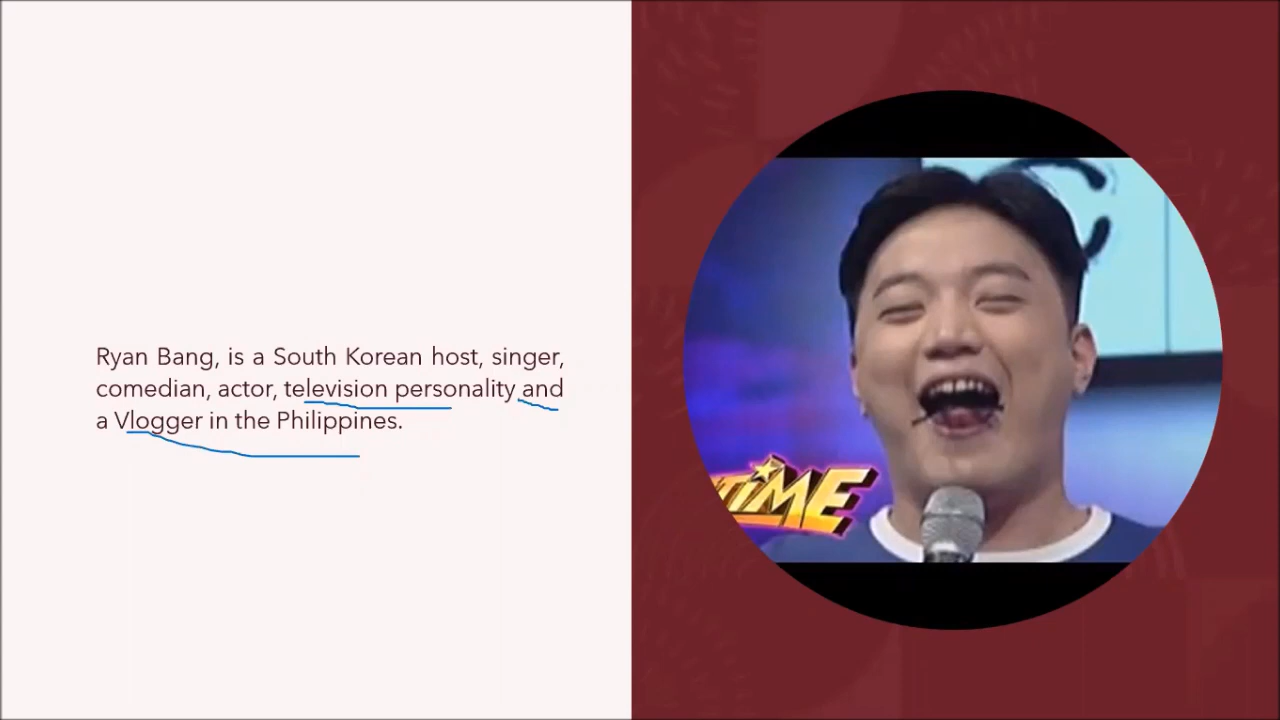 Ryan Bang, is a South Korean host, singer,
comedian, actor, television personality and
a Vlogger in the Philippines.
TiME